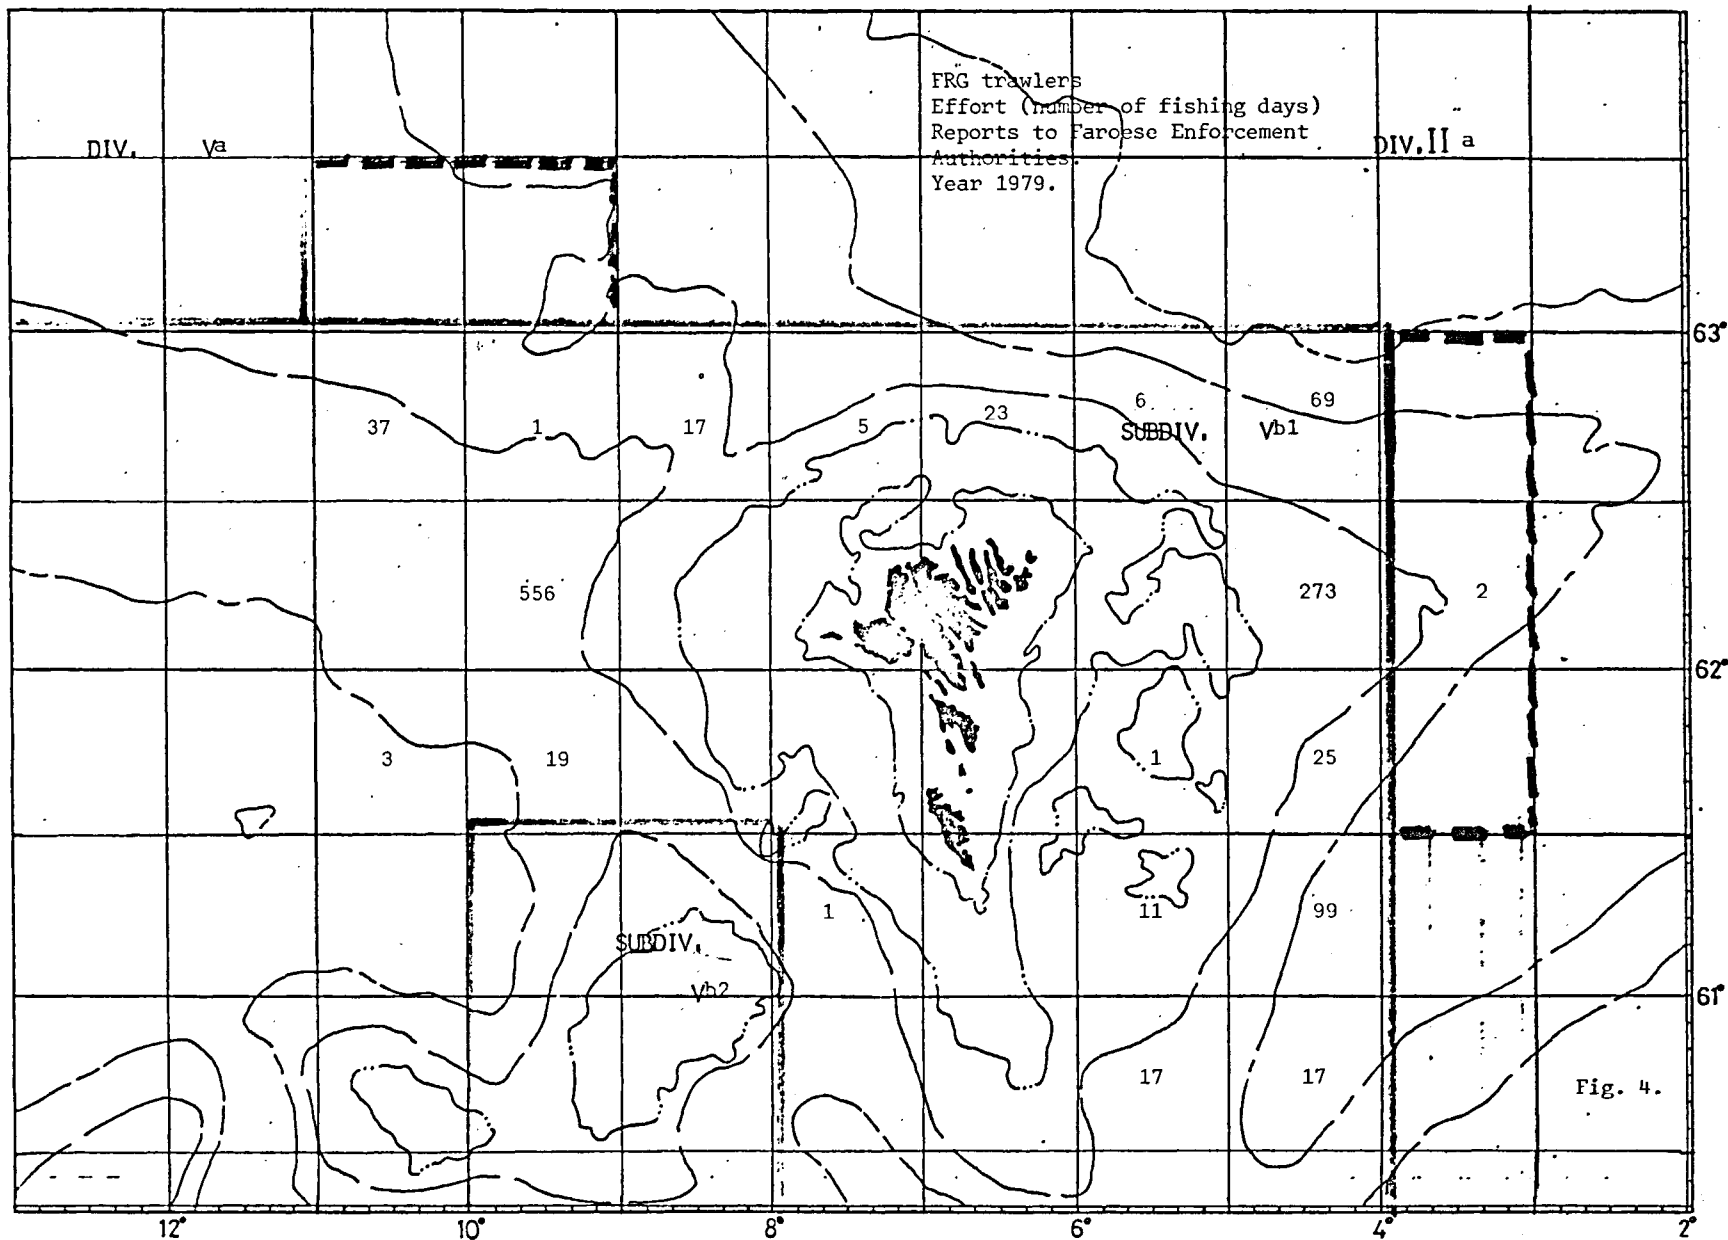 FRG trawlers
Effort (number of fishing days)
Reports to Faroese Enforcement
Authorities.
Year 1979.
DIV. Va
DIV. II a
63°
6 69
37 1 17 5 23
SUBDIV. Vb1
556 273 2
62°
3 19 1 25
1 11 99
SUBDIV.
Vb2
61°
17 17
Fig. 4.
12° 10° 8° 6° 4° 2°